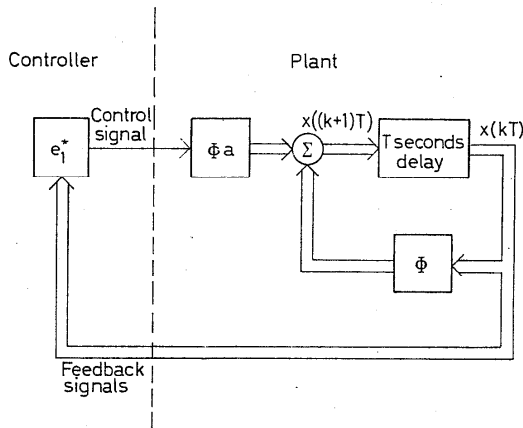 Controller
Plant
Control
signal
e₁*
Φa
x((k+1)T)
Σ
T seconds
delay
x(kT)
Φ
Feedback
signals